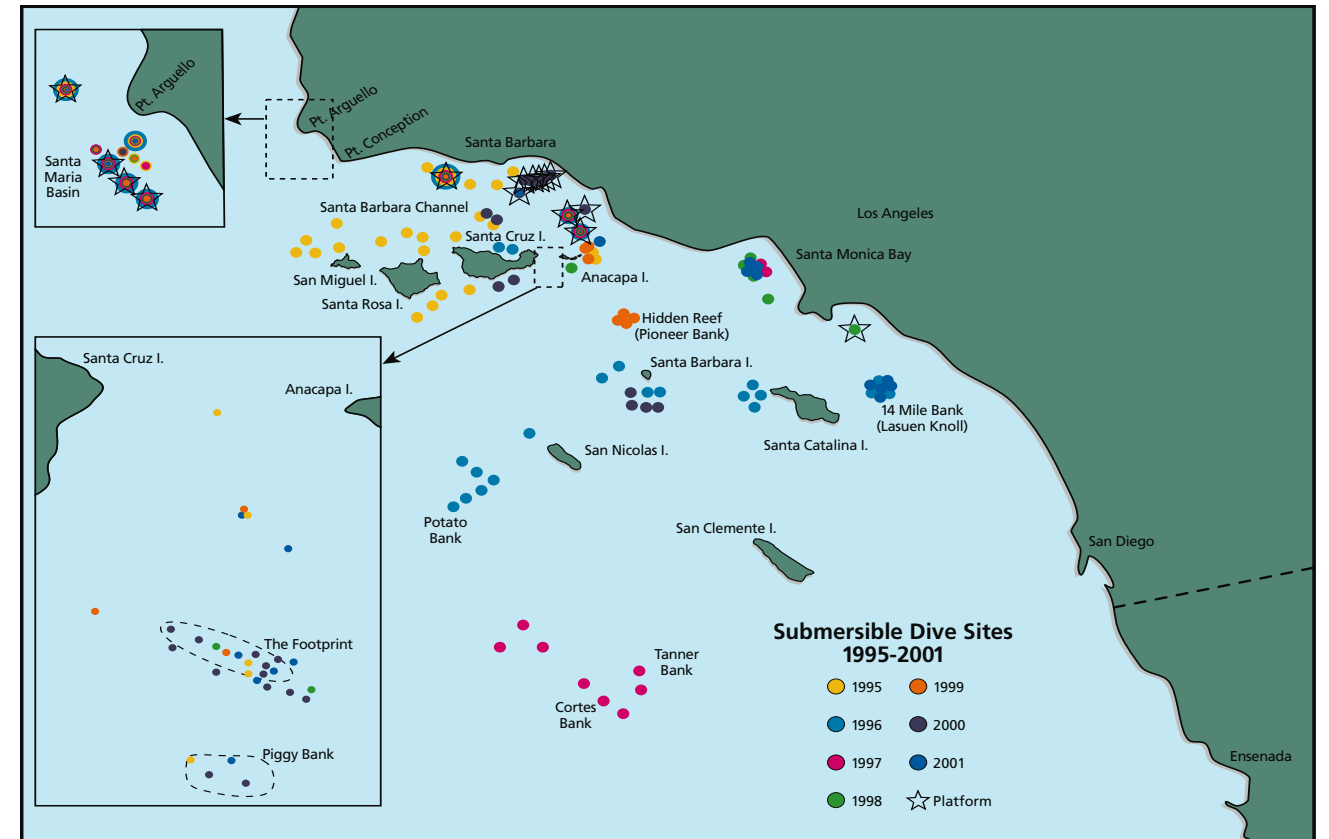 Pt. Arguello
Santa
Maria
Basin
Pt. Arguello
Pt. Conception
Santa Barbara
Santa Barbara Channel
Santa Cruz I.
San Miguel I.
Santa Rosa I.
Anacapa I.
Los Angeles
Santa Monica Bay
Hidden Reef
(Pioneer Bank)
Santa Barbara I.
14 Mile Bank
(Lasuen Knoll)
Santa Catalina I.
San Nicolas I.
Potato
Bank
San Clemente I.
San Diego
Santa Cruz I.
Anacapa I.
The Footprint
Piggy Bank
Tanner
Bank
Cortes
Bank
Submersible Dive Sites
1995-2001
1995
1999
1996
2000
1997
2001
1998
Platform
Ensenada